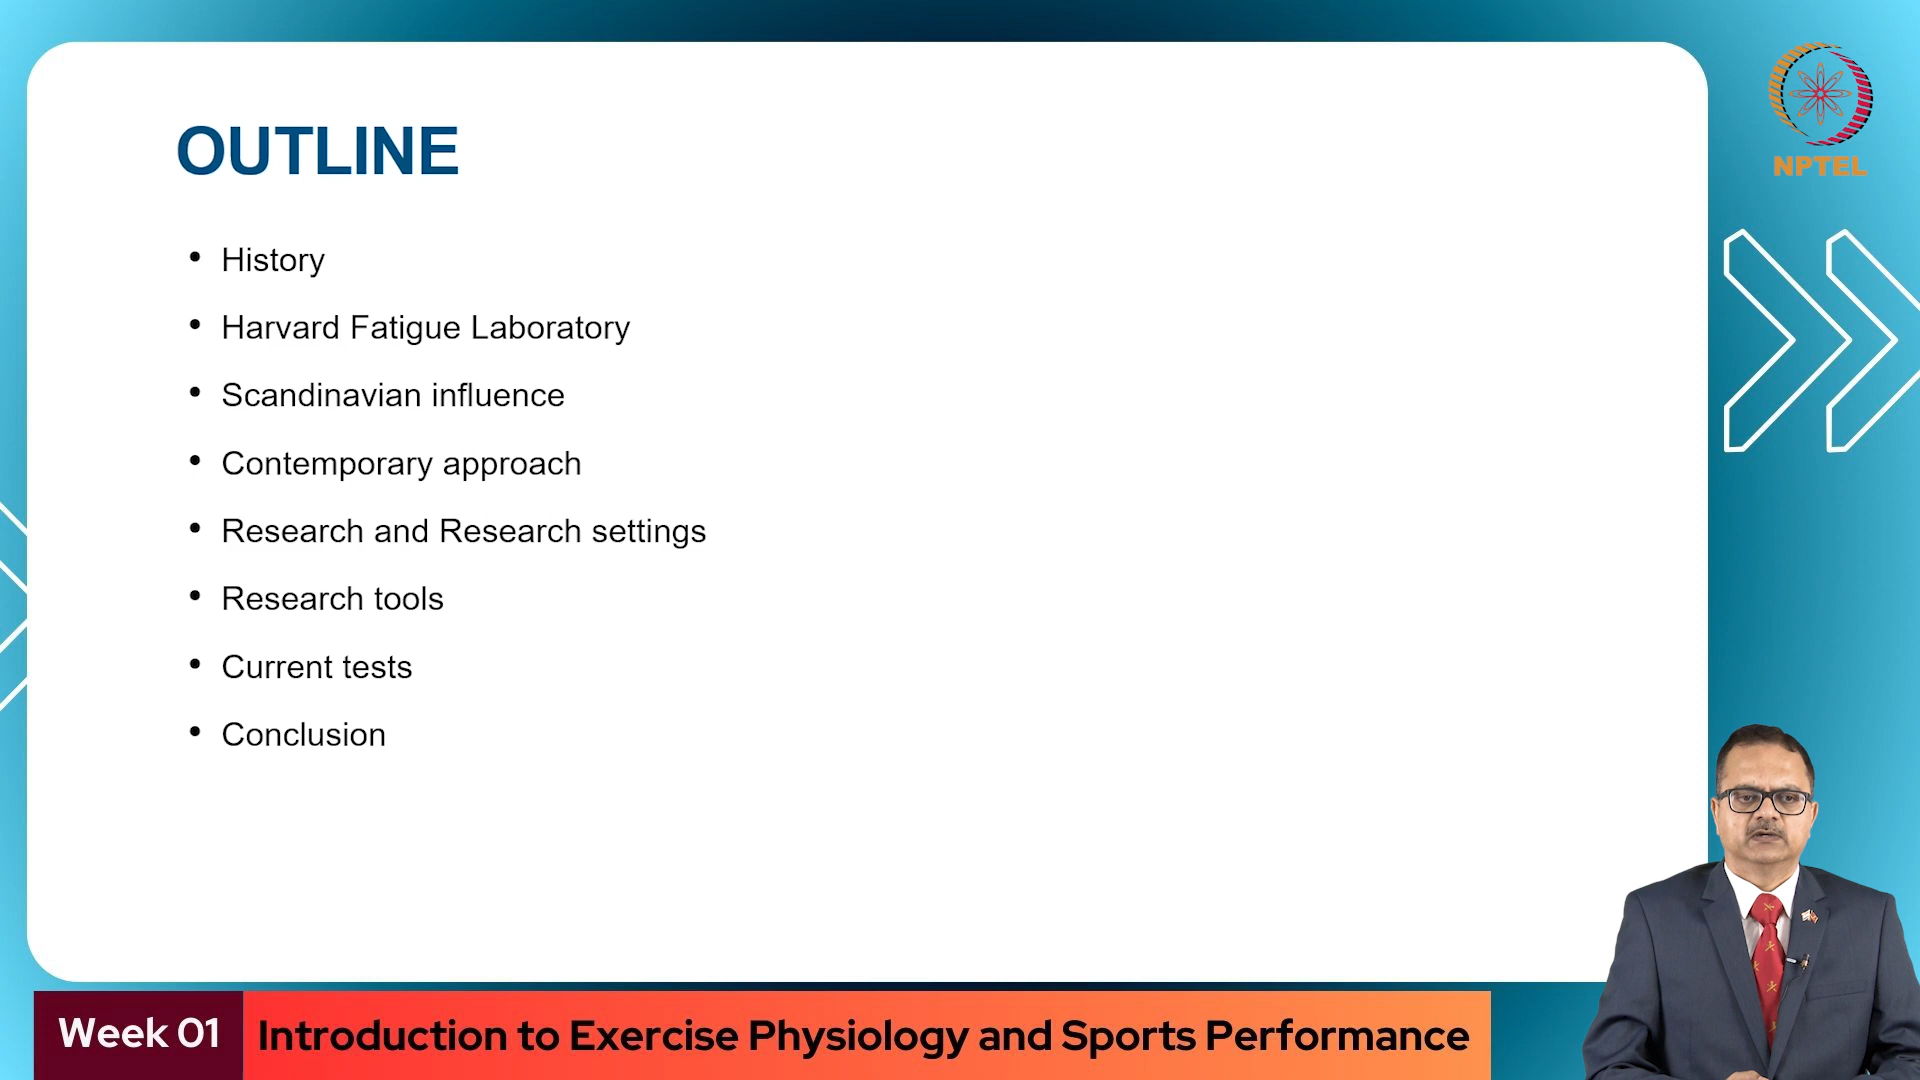 OUTLINE
• History
• Harvard Fatigue Laboratory
• Scandinavian influence
• Contemporary approach
• Research and Research settings
• Research tools
• Current tests
• Conclusion
NPTEL
Week 01 Introduction to Exercise Physiology and Sports Performance